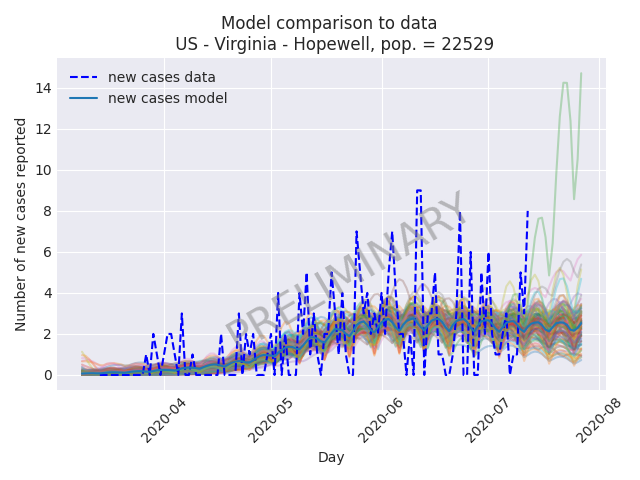 Model comparison to data
US - Virginia - Hopewell, pop. = 22529
new cases data
new cases model
PRELIMINARY
Number of new cases reported
14
12
10
8
6
4
2
0
2020-04
2020-05
2020-06
2020-07
2020-08
Day